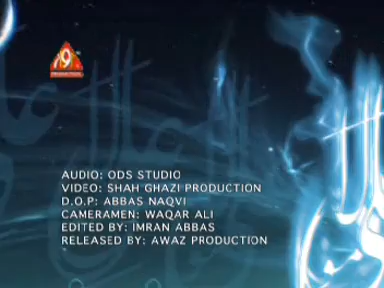 9
AUDIO: ODS STUDIO
VIDEO: SHAH GHAZI PRODUCTION
D.O.P: ABBAS NAQVI
CAMERAMEN: WAQAR ALI
EDITED BY: IMRAN ABBAS
RELEASED BY: AWAZ PRODUCTION